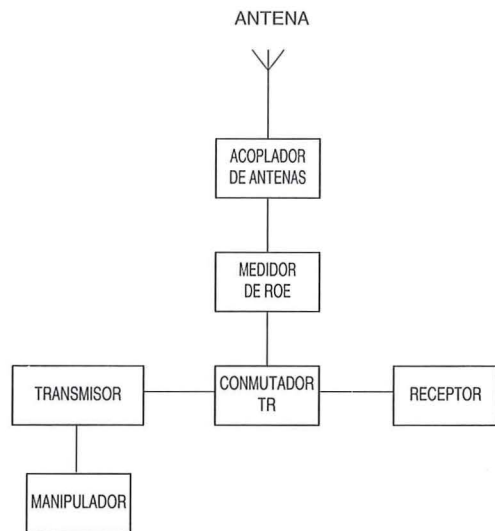 ANTENA
ACOPLADOR
DE ANTENAS
MEDIDOR
DE ROE
TRANSMISOR
CONMUTADOR
TR
RECEPTOR
MANIPULADOR